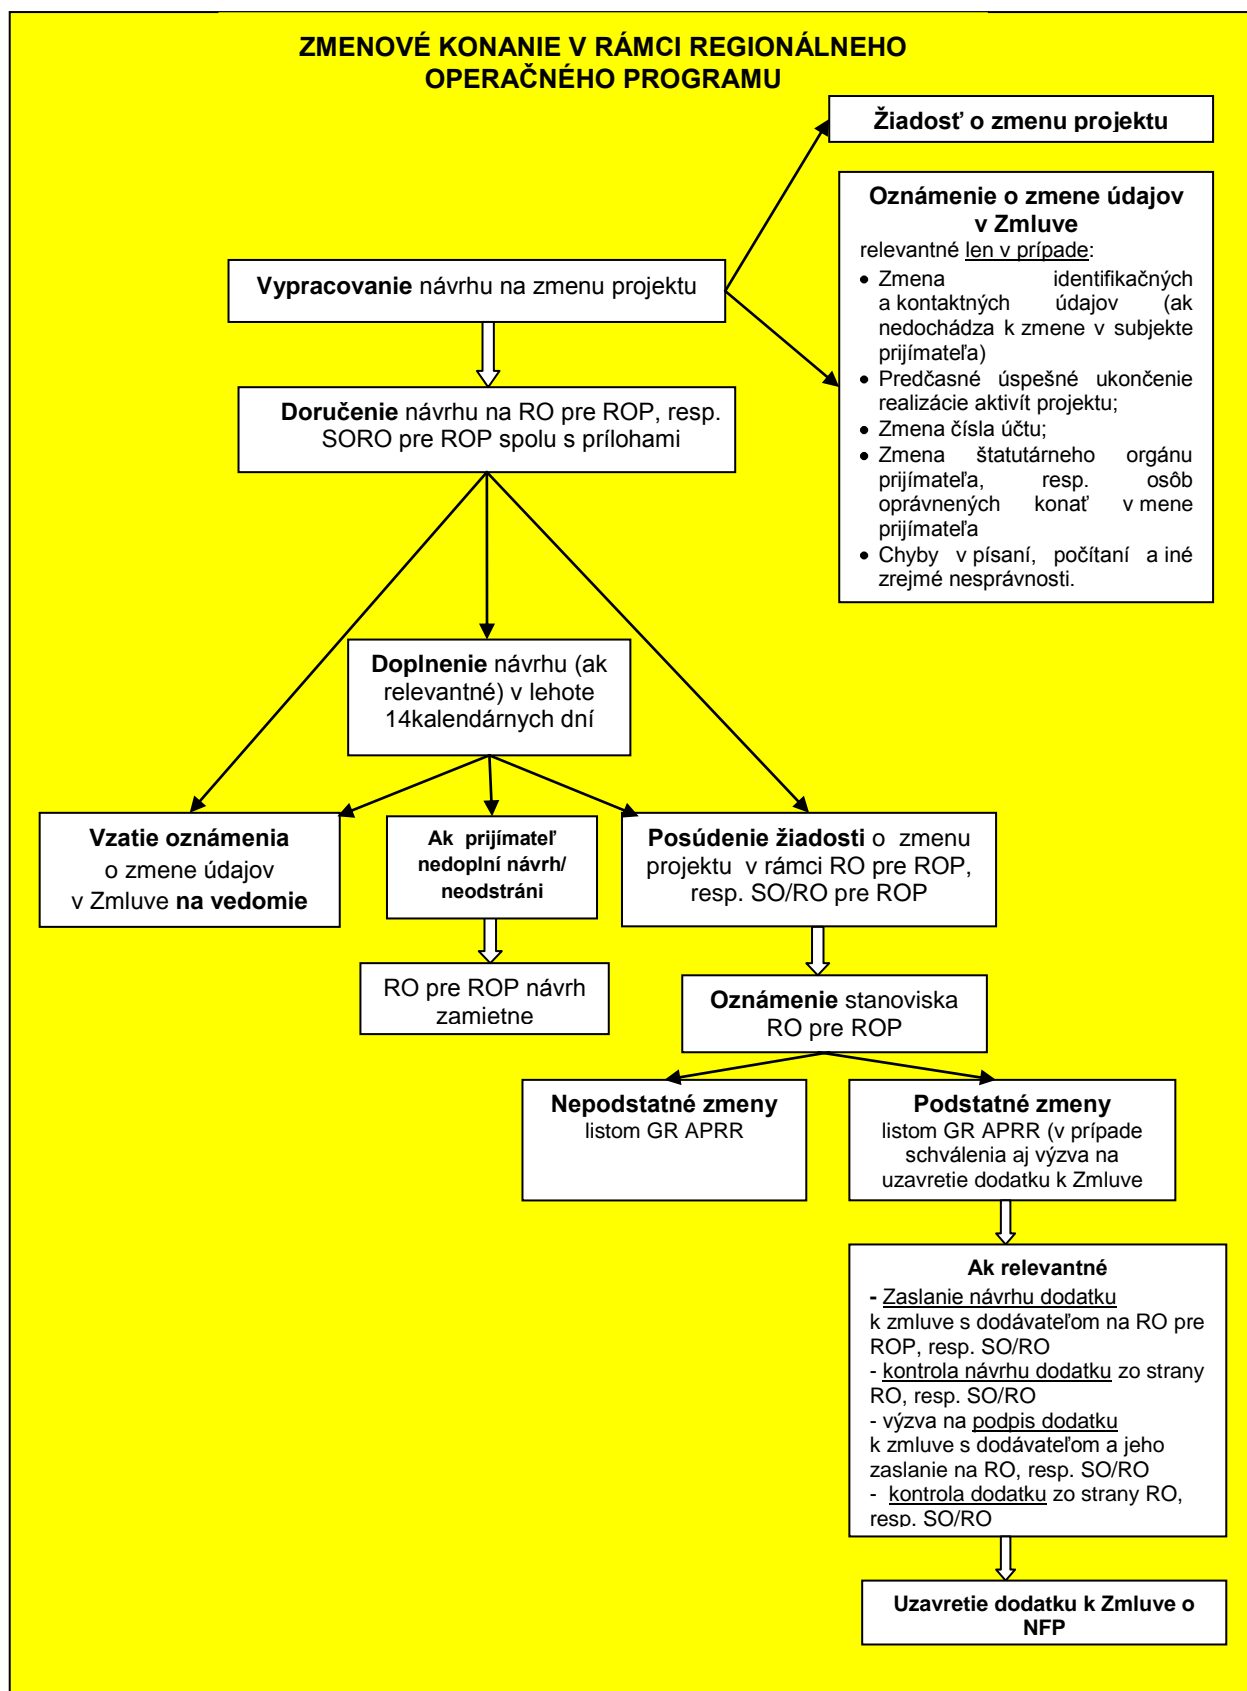 ZMENOVÉ KONANIE V RÁMCI REGIONÁLNEHO
OPERAČNÉHO PROGRAMU
Žiadosť o zmenu projektu
Oznámenie o zmene údajov
v Zmluve
relevantné len v prípade:
• Zmena identifikačných
a kontaktných údajov (ak
nedochádza k zmene v subjekte
prijímateľa)
• Predčasné úspešné ukončenie
realizácie aktivít projektu;
• Zmena čísla účtu;
• Zmena štatutárneho orgánu
prijímateľa, resp. osôb
oprávnených konať v mene
prijímateľa
• Chyby v písaní, počítaní a iné
zrejmé nesprávnosti.
Vypracovanie návrhu na zmenu projektu
Doručenie návrhu na RO pre ROP, resp.
SORO pre ROP spolu s prílohami
Doplnenie návrhu (ak
relevantné) v lehote
14kalendárnych dní
Vzatie oznámenia
o zmene údajov
v Zmluve na vedomie
Ak prijímateľ
nedoplní návrh/
neodstráni
Posúdenie žiadosti o zmenu
projektu v rámci RO pre ROP,
resp. SO/RO pre ROP
RO pre ROP návrh
zamietne
Oznámenie stanoviska
RO pre ROP
Nepodstatné zmeny
listom GR APRR
Podstatné zmeny
listom GR APRR (v prípade
schválenia aj výzva na
uzavretie dodatku k Zmluve
Ak relevantné
- Zaslanie návrhu dodatku
k zmluve s dodávateľom na RO pre
ROP, resp. SO/RO
- kontrola návrhu dodatku zo strany
RO, resp. SO/RO
- výzva na podpis dodatku
k zmluve s dodávateľom a jeho
zaslanie na RO, resp. SO/RO
- kontrola dodatku zo strany RO,
resp. SO/RO
Uzavretie dodatku k Zmluve o
NFP